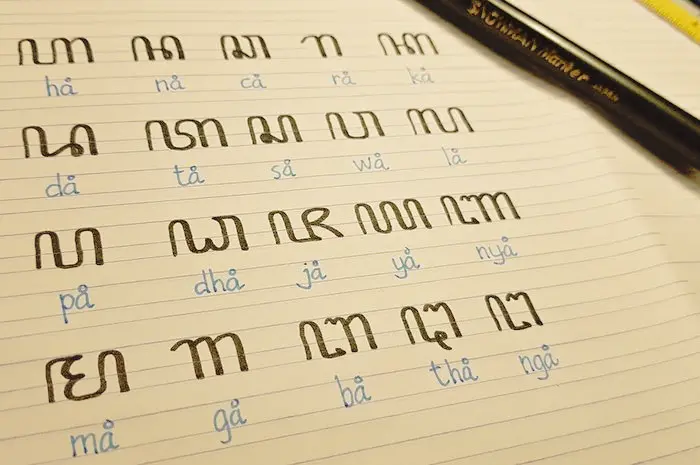 ꦲ ꦤ ꦕ ꦫ ꦏ
hå nå cå rå kå
ꦢ ꦠ ꦱ ꦮ ꦭ
då tå så wå lå
ꦥ ꦝ ꦗ ꦪ ꦚ
på dhå jå yå nyå
ꦩ ꦒ ꦧ ꦛ ꦔ
må gå bå thå ngå
SNOWMAN Marker JAPAN